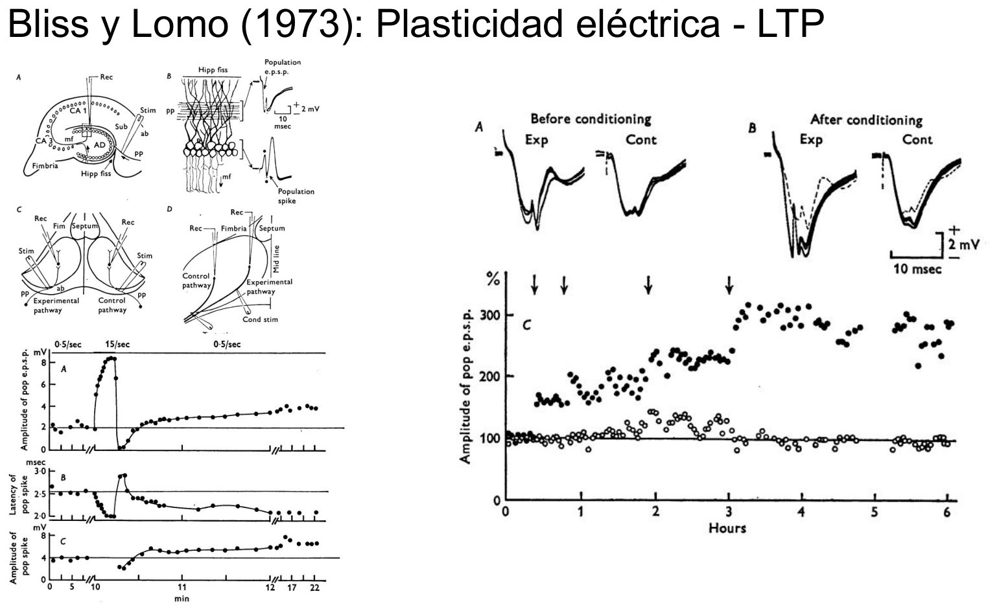 Bliss y Lomo (1973): Plasticidad eléctrica - LTP
A
Rec
CA 1
Stim
Sub
ab
CA 3
mf
AD
PP
Fimbria
Hipp fiss
B
Hipp fiss
Population
e.p.s.p.
PP
+
2 mV
10
msec
mf
Population
spike
C
Rec
Fim
Septum
Rec
Stim
Stim
PP
ab
PP
Experimental
pathway
Control
pathway
D
Rec
Rec
Fimbria
Septum
Mid line
Control
pathway
Experimental
pathway
Cond stim
0·5/sec
15/sec
0·5/sec
mV
Amplitude of pop e.p.s.p.
A
8
6
4
2
0
msec
Latency of
pop spike
B
3·0
2·5
2·0
mV
Amplitude of
pop spike
C
8
4
0
0 5 10 11 12 17 22
min
A
Before conditioning
Exp
Cont
B
After conditioning
Exp
Cont
+
2 mV
−
10 msec
%
C
Amplitude of pop e.p.s.p.
300
200
100
0
0 1 2 3 4 5 6
Hours